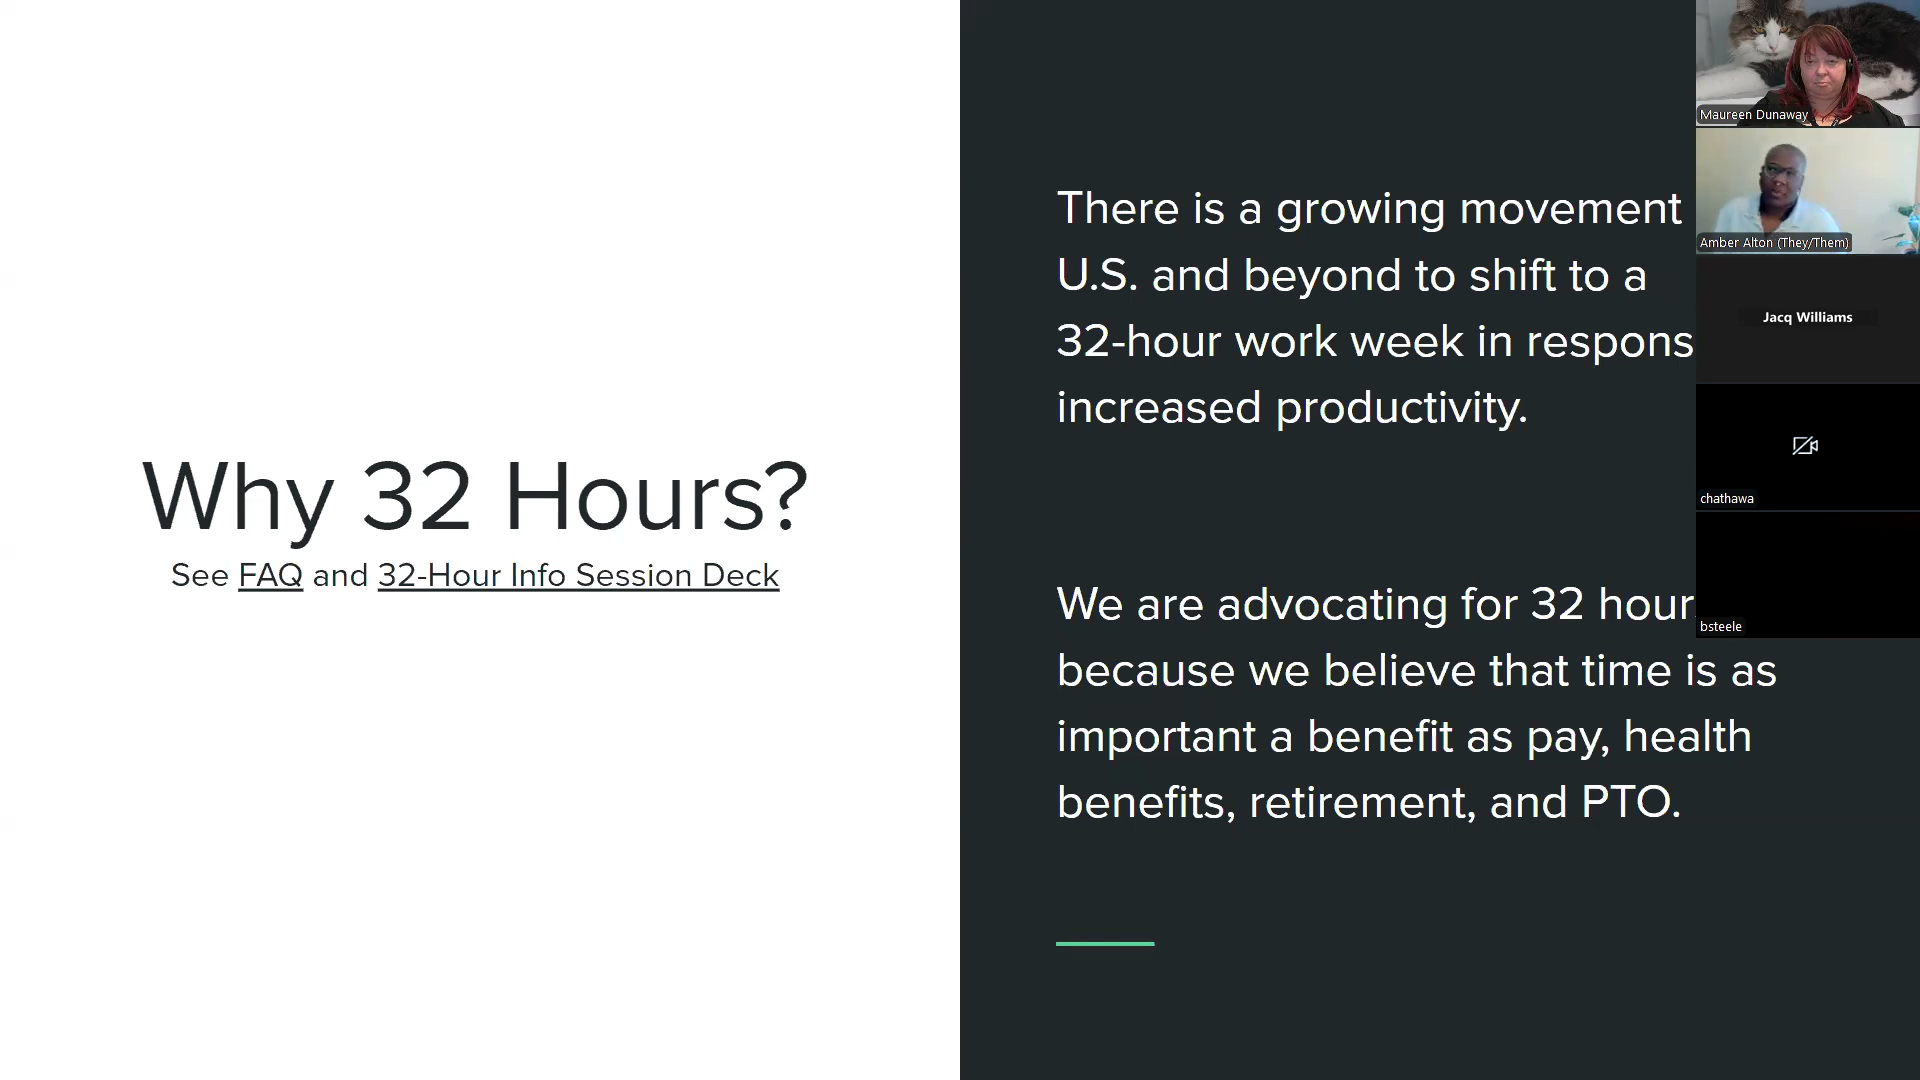 Why 32 Hours?
See FAQ and 32-Hour Info Session Deck
There is a growing movement
U.S. and beyond to shift to a
32-hour work week in respons
increased productivity.
We are advocating for 32 hour
because we believe that time is as
important a benefit as pay, health
benefits, retirement, and PTO.
Maureen Dunaway
Amber Alton (They/Them)
Jacq Williams
chathawa
bsteele